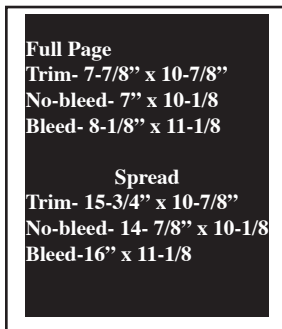 Full Page
Trim- 7-7/8” x 10-7/8”
No-bleed- 7” x 10-1/8
Bleed- 8-1/8” x 11-1/8
Spread
Trim- 15-3/4” x 10-7/8”
No-bleed- 14- 7/8” x 10-1/8
Bleed-16” x 11-1/8